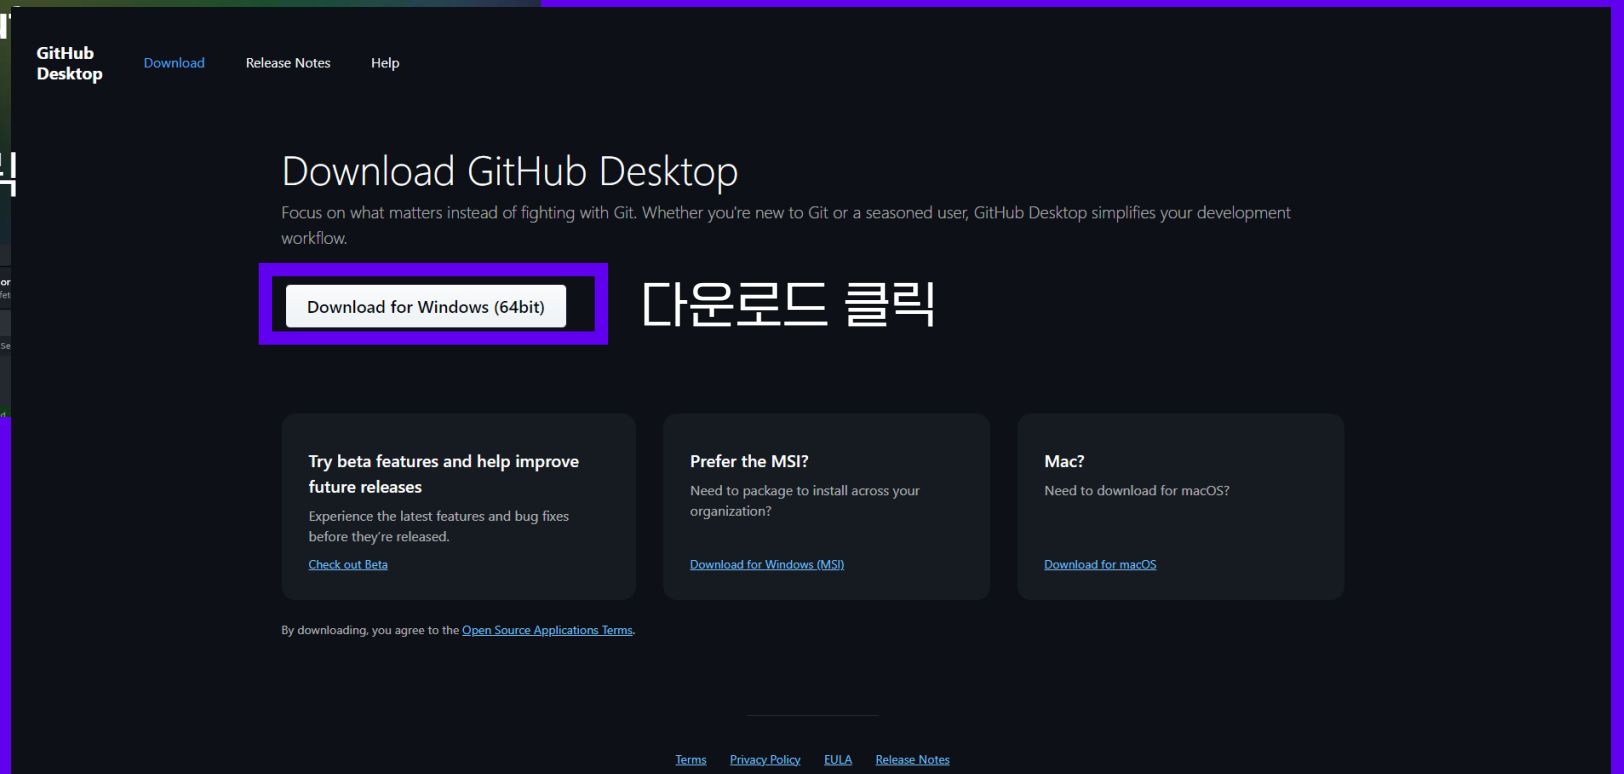 GitHub
Desktop
Download
Release Notes
Help
Download GitHub Desktop
Focus on what matters instead of fighting with Git. Whether you're new to Git or a seasoned user, GitHub Desktop simplifies your development
workflow.
Download for Windows (64bit)
다운로드 클릭
Try beta features and help improve
future releases
Experience the latest features and bug fixes
before they’re released.
Check out Beta
Prefer the MSI?
Need to package to install across your
organization?
Download for Windows (MSI)
Mac?
Need to download for macOS?
Download for macOS
By downloading, you agree to the Open Source Applications Terms.
Terms
Privacy Policy
EULA
Release Notes